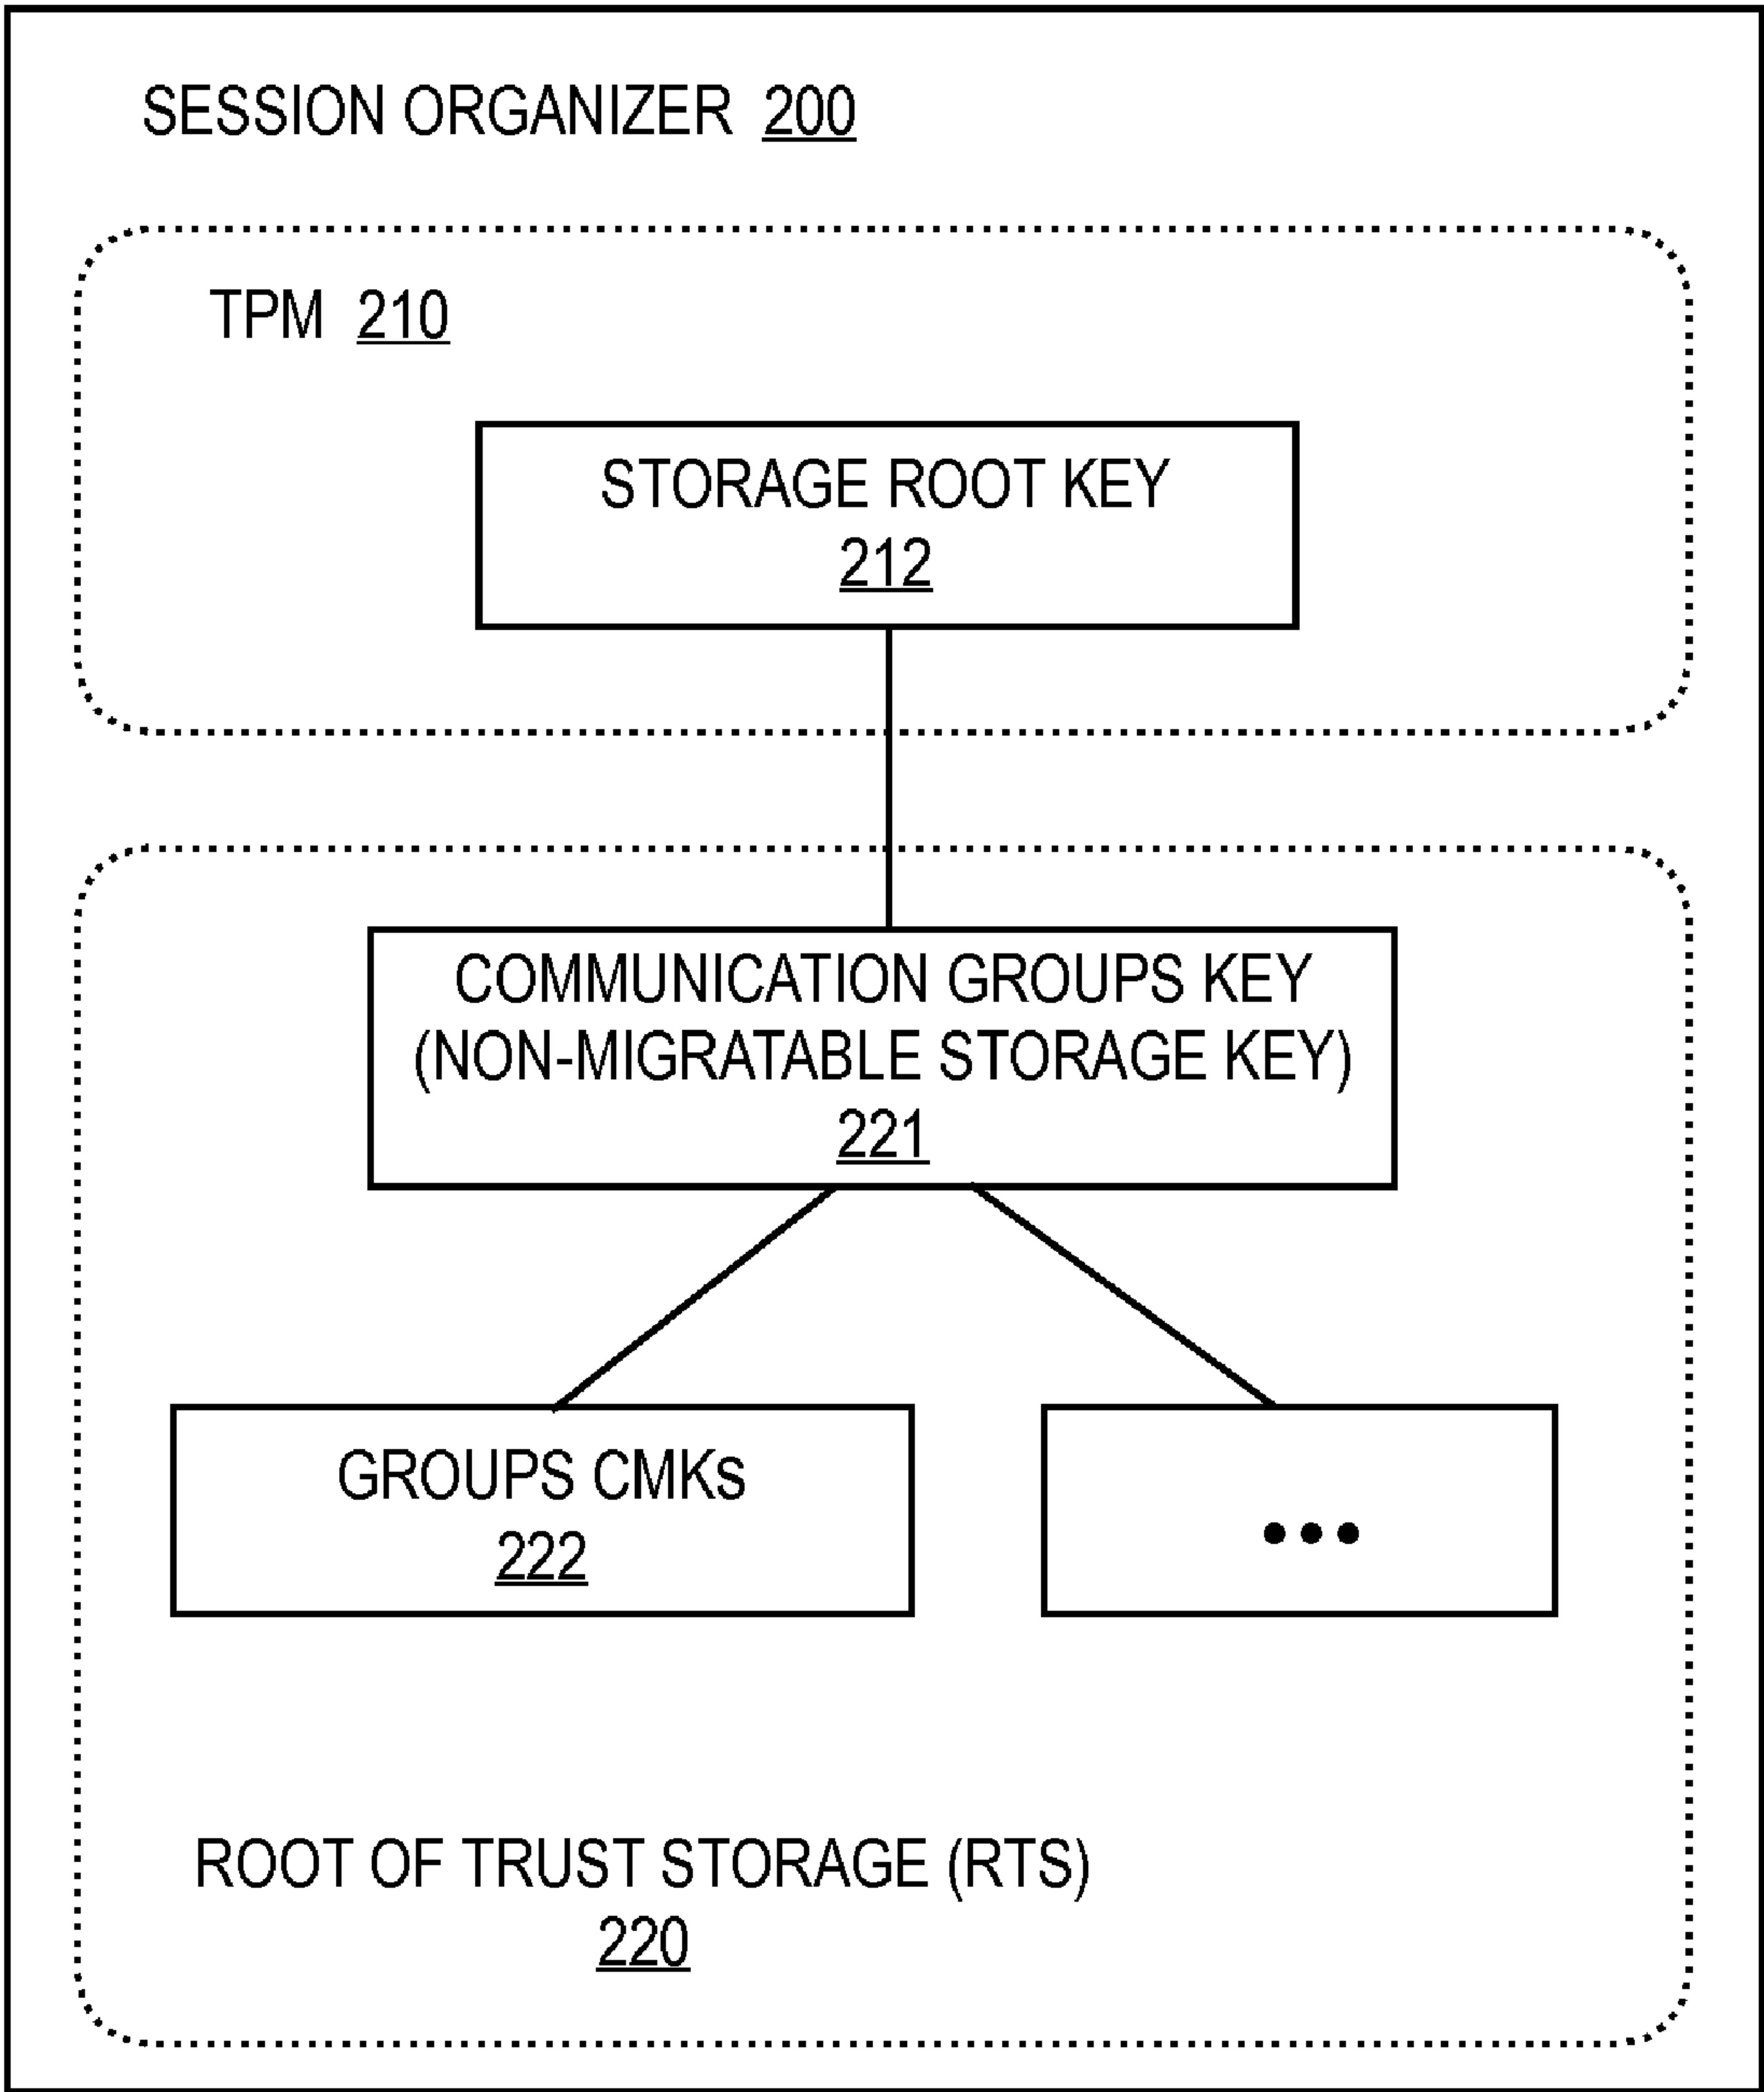 SESSION ORGANIZER 200
TPM 210
STORAGE ROOT KEY
212
COMMUNICATION GROUPS KEY
(NON-MIGRATABLE STORAGE KEY)
221
GROUPS CMKs
222
•••
ROOT OF TRUST STORAGE (RTS)
220